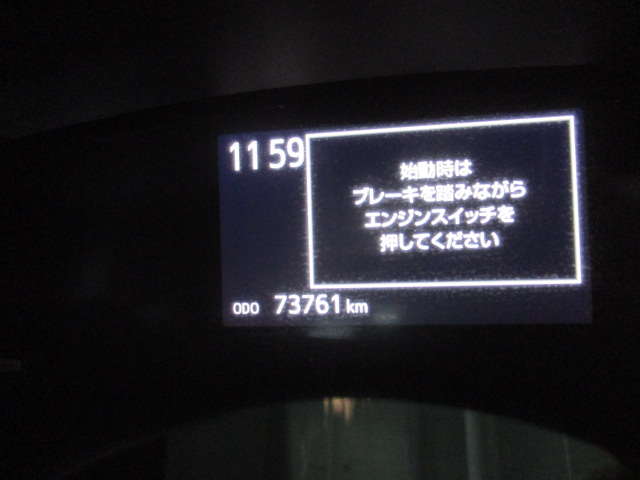 11 59
始動時は
ブレーキを踏みながら
エンジンスイッチを
押してください
ODO 73761 km